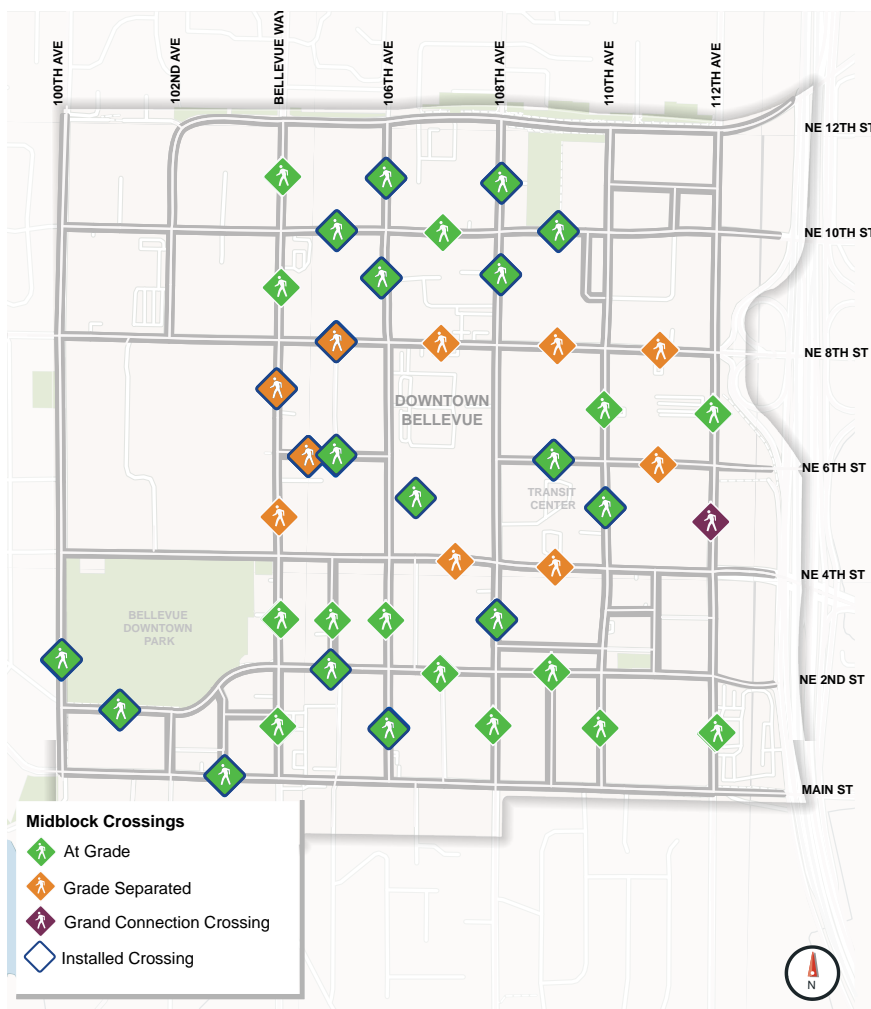 100TH AVE
102ND AVE
BELLEVUE WAY
106TH AVE
108TH AVE
110TH AVE
112TH AVE
NE 12TH ST
NE 10TH ST
NE 8TH ST
DOWNTOWN
BELLEVUE
NE 6TH ST
TRANSIT
CENTER
NE 4TH ST
BELLEVUE
DOWNTOWN
PARK
NE 2ND ST
MAIN ST
Midblock Crossings
At Grade
Grade Separated
Grand Connection Crossing
Installed Crossing
N